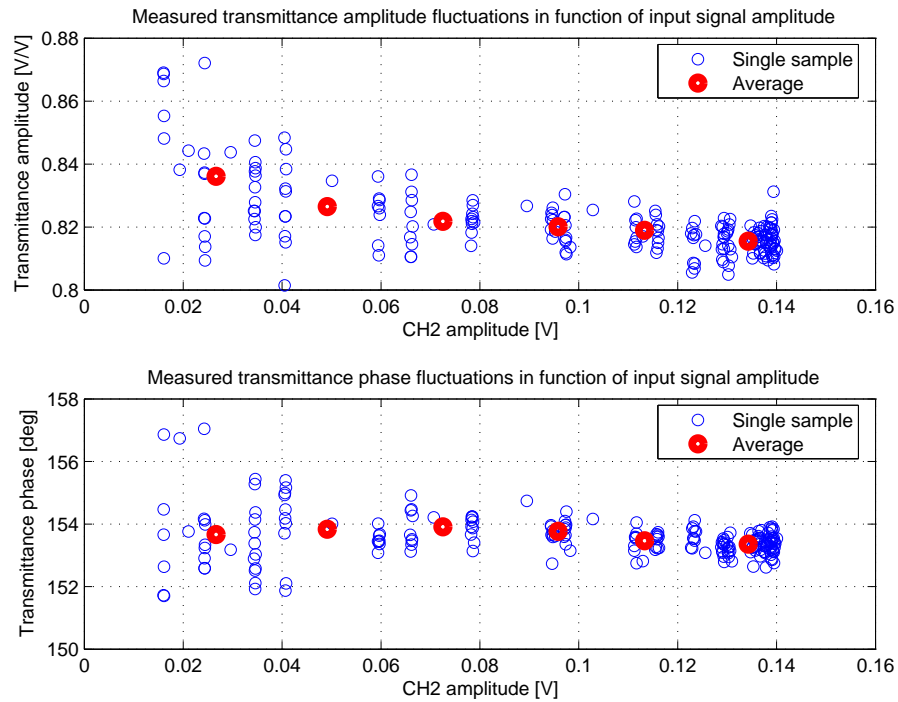 Measured transmittance amplitude fluctuations in function of input signal amplitude
Transmittance amplitude [V/V]
0.88
0.86
0.84
0.82
0.8
Single sample
Average
0
0.02
0.04
0.06
0.08
0.1
0.12
0.14
0.16
CH2 amplitude [V]
Measured transmittance phase fluctuations in function of input signal amplitude
Transmittance phase [deg]
158
156
154
152
150
Single sample
Average
0
0.02
0.04
0.06
0.08
0.1
0.12
0.14
0.16
CH2 amplitude [V]